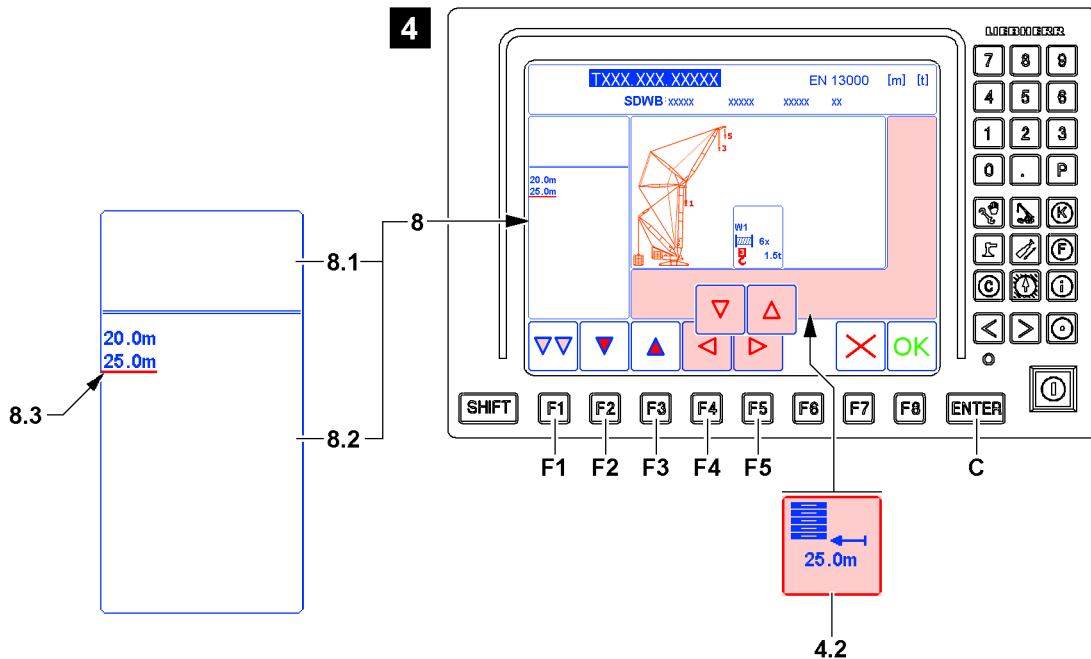 4
LIEBHERR
TXXX.XXX.XXXXX EN 13000 [m] [t]
SDWB xxxxx xxxxx xxxxx xx
20.0m
25.0m
5
3
1
W1
6x
1.5t
OK
7 8 9
4 5 6
1 2 3
0 . P
K
F
C i
SHIFT F1 F2 F3 F4 F5 F6 F7 F8 ENTER
F1 F2 F3 F4 F5 C
8
8.1
20.0m
25.0m
8.3
8.2
25.0m
4.2